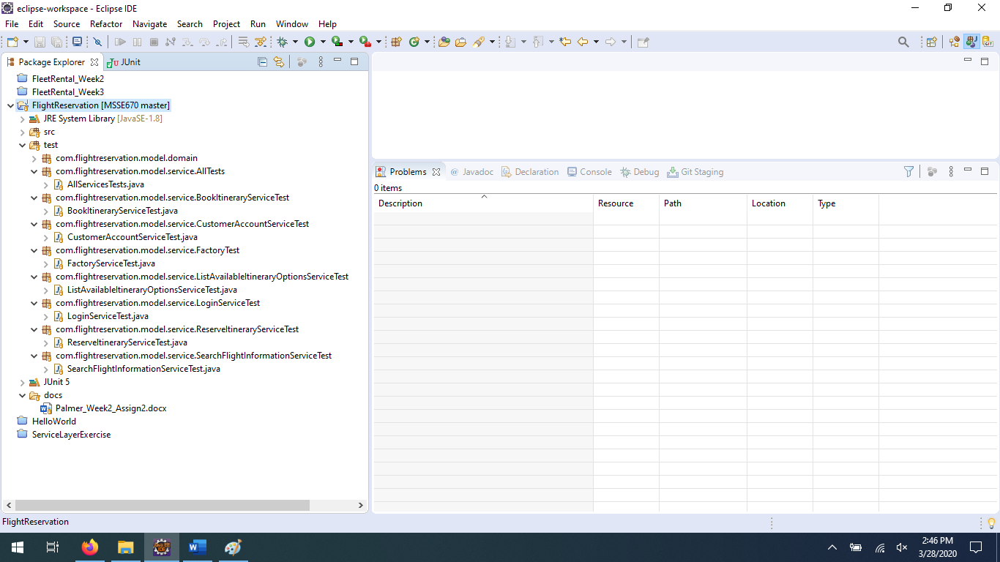 eclipse-workspace - Eclipse IDE
File Edit Source Refactor Navigate Search Project Run Window Help
Package Explorer JUnit
FleetRental_Week2
FleetRental_Week3
FlightReservation [MSSE670 master]
JRE System Library [JavaSE-1.8]
src
test
com.flightreservation.model.domain
com.flightreservation.model.service.AllTests
AllServicesTests.java
com.flightreservation.model.service.BookItineraryServiceTest
BookItineraryServiceTest.java
com.flightreservation.model.service.CustomerAccountServiceTest
CustomerAccountServiceTest.java
com.flightreservation.model.service.FactoryTest
FactoryServiceTest.java
com.flightreservation.model.service.ListAvailableItineraryOptionsServiceTest
ListAvailableItineraryOptionsServiceTest.java
com.flightreservation.model.service.LoginServiceTest
LoginServiceTest.java
com.flightreservation.model.service.ReserveItineraryServiceTest
ReserveItineraryServiceTest.java
com.flightreservation.model.service.SearchFlightInformationServiceTest
SearchFlightInformationServiceTest.java
JUnit 5
docs
Palmer_Week2_Assign2.docx
HelloWorld
ServiceLayerExercise
Problems @ Javadoc Declaration Console Debug Git Staging
0 items
Description Resource Path Location Type
FlightReservation
2:46 PM
3/28/2020